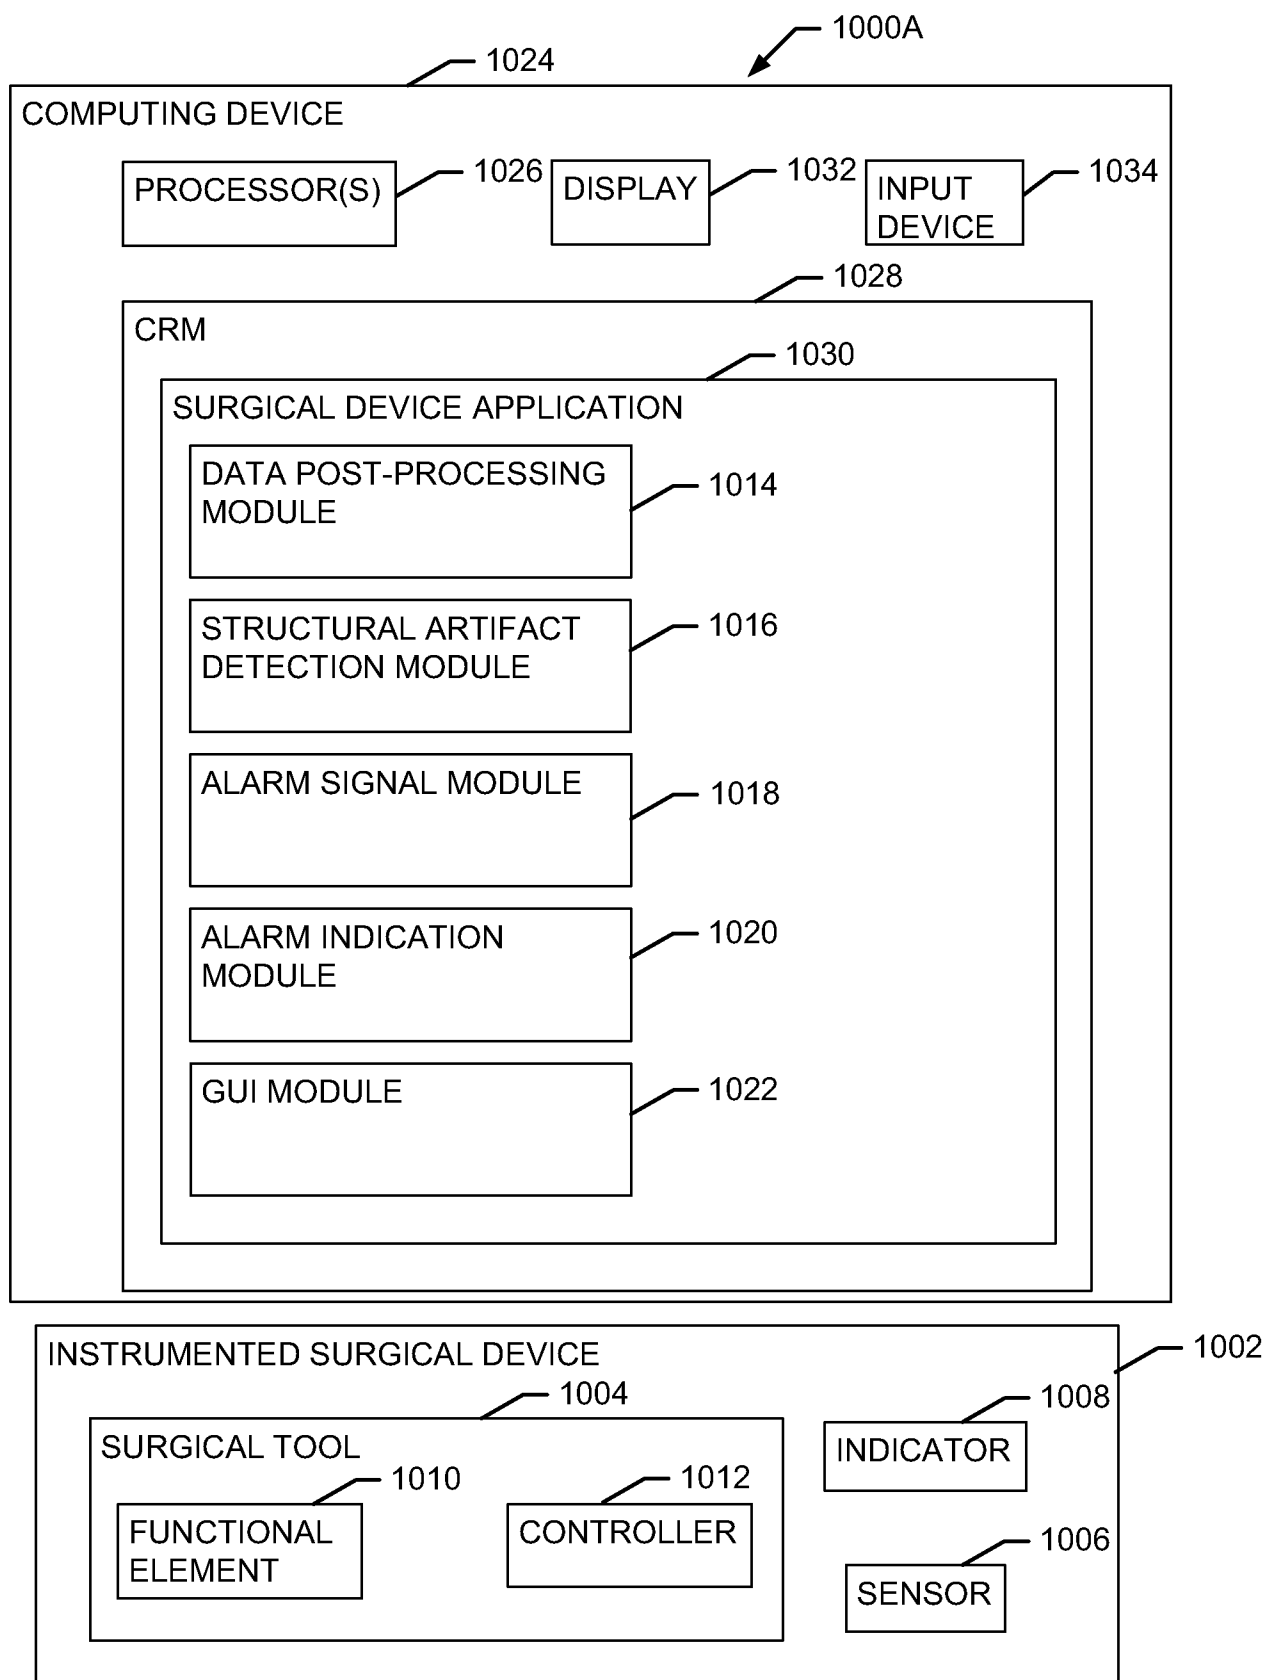 1000A
1024
COMPUTING DEVICE
PROCESSOR(S)
1026
DISPLAY
1032
INPUT
DEVICE
1034
1028
CRM
1030
SURGICAL DEVICE APPLICATION
DATA POST-PROCESSING
MODULE
1014
STRUCTURAL ARTIFACT
DETECTION MODULE
1016
ALARM SIGNAL MODULE
1018
ALARM INDICATION
MODULE
1020
GUI MODULE
1022
INSTRUMENTED SURGICAL DEVICE
1002
1004
SURGICAL TOOL
1010
FUNCTIONAL
ELEMENT
1012
CONTROLLER
1008
INDICATOR
1006
SENSOR